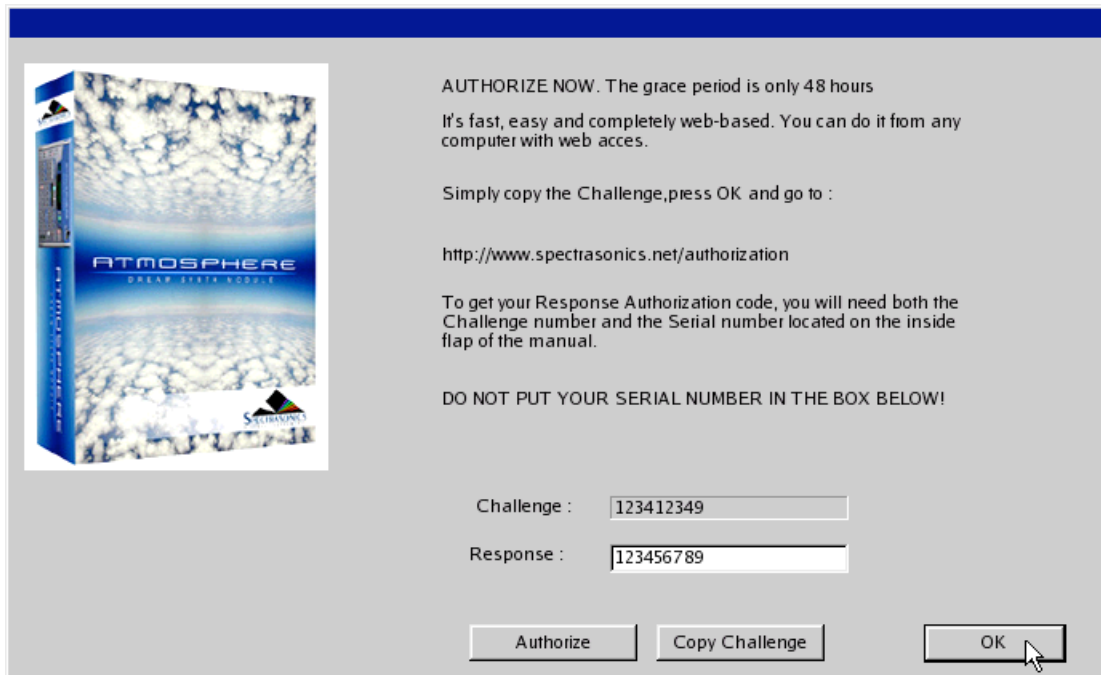 AUTHORIZE NOW. The grace period is only 48 hours
It's fast, easy and completely web-based. You can do it from any
computer with web acces.
Simply copy the Challenge,press OK and go to :
http://www.spectrasonics.net/authorization
To get your Response Authorization code, you will need both the
Challenge number and the Serial number located on the inside
flap of the manual.
DO NOT PUT YOUR SERIAL NUMBER IN THE BOX BELOW!
ATMOSPHERE
DREAM SYNTH MODULE
ATMOSPHERE
SPECTRASONICS
Challenge :
123412349
Response :
123456789
Authorize
Copy Challenge
OK